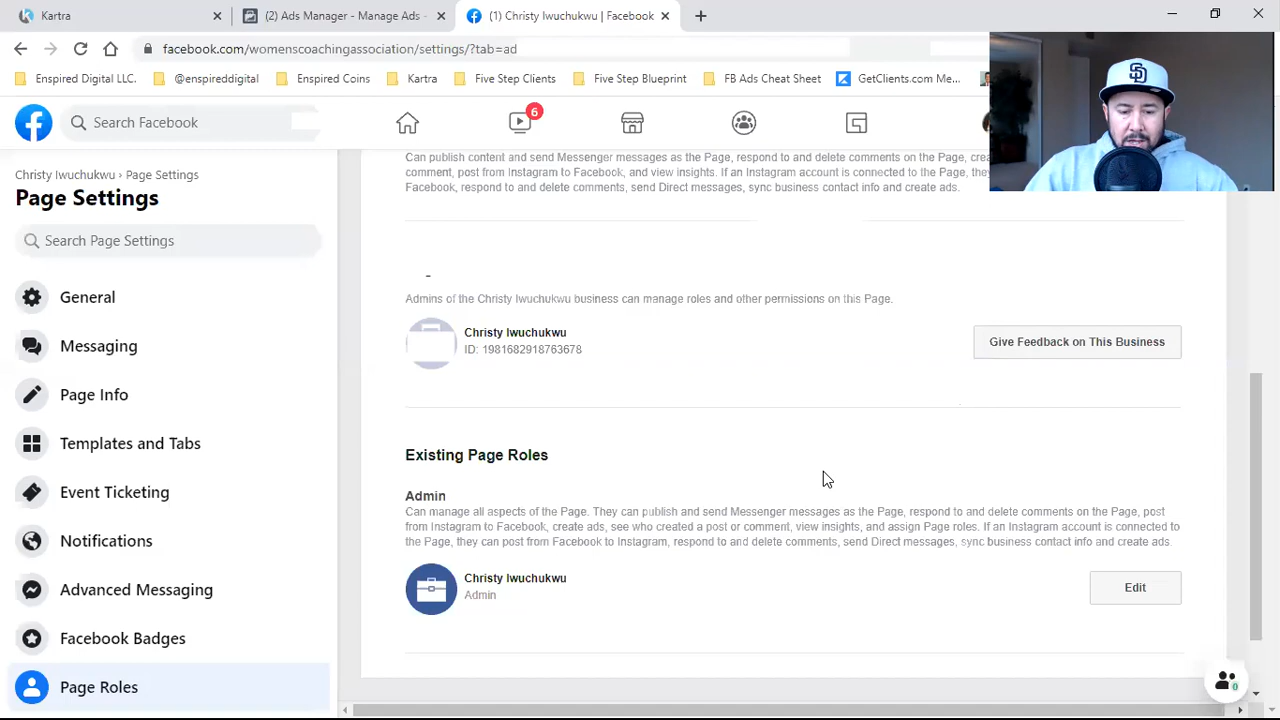 Kartra
(2) Ads Manager - Manage Ads -
(1) Christy Iwuchukwu | Facebook
facebook.com/womenscoachingassociation/settings/?tab=ad
Enspired Digital LLC.
@enspireddigital
Enspired Coins
Kartra
Five Step Clients
Five Step Blueprint
FB Ads Cheat Sheet
GetClients.com Me...
Search Facebook
6
Christy Iwuchukwu › Page Settings
Page Settings
Search Page Settings
General
Messaging
Page Info
Templates and Tabs
Event Ticketing
Notifications
Advanced Messaging
Facebook Badges
Page Roles
Can publish content and send Messenger messages as the Page, respond to and delete comments on the Page,
comment, post from Instagram to Facebook, and view insights. If an Instagram account is connected to the Page, they
Facebook, respond to and delete comments, send Direct messages, sync business contact info and create ads.
Admins of the Christy Iwuchukwu business can manage roles and other permissions on this Page.
Christy Iwuchukwu
ID: 1981682918763678
Give Feedback on This Business
Existing Page Roles
Admin
Can manage all aspects of the Page. They can publish and send Messenger messages as the Page, respond to and delete comments on the Page, post
from Instagram to Facebook, create ads, see who created a post or comment, view insights, and assign Page roles. If an Instagram account is connected to
the Page, they can post from Facebook to Instagram, respond to and delete comments, send Direct messages, sync business contact info and create ads.
Christy Iwuchukwu
Admin
Edit
0
SD